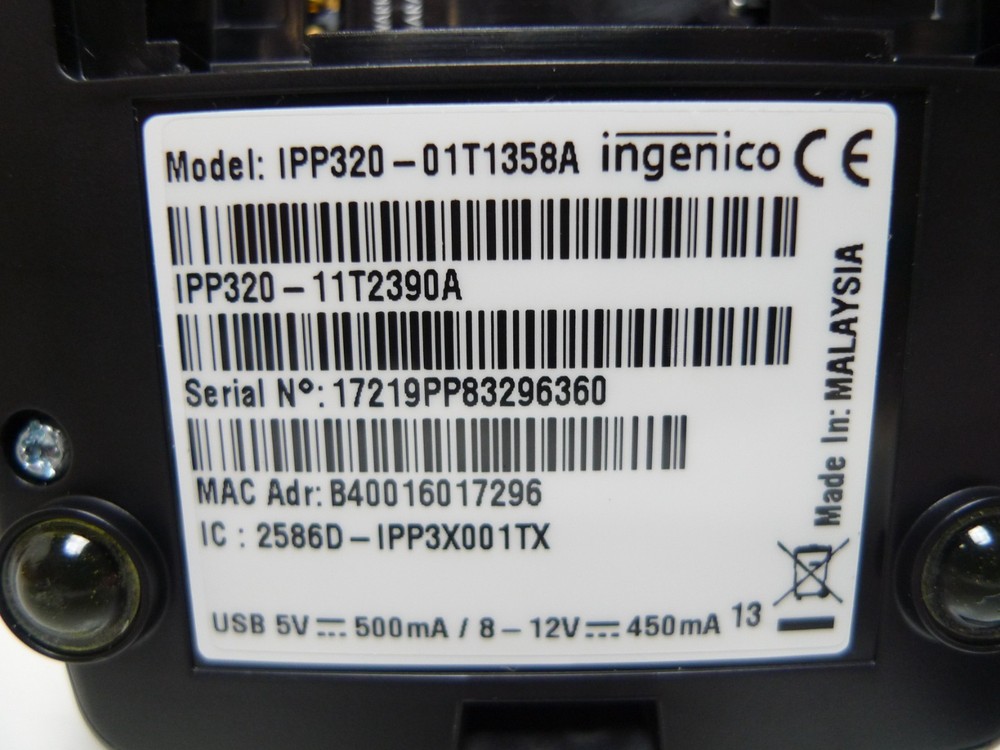 Model: IPP320-01T1358A ingenico CE
IPP320-11T2390A
Serial Nº: 17219PP83296360
MAC Adr: B40016017296
IC : 2586D-IPP3X001TX
USB 5V⎓500mA / 8-12V⎓450mA 13
Made In: MALAYSIA